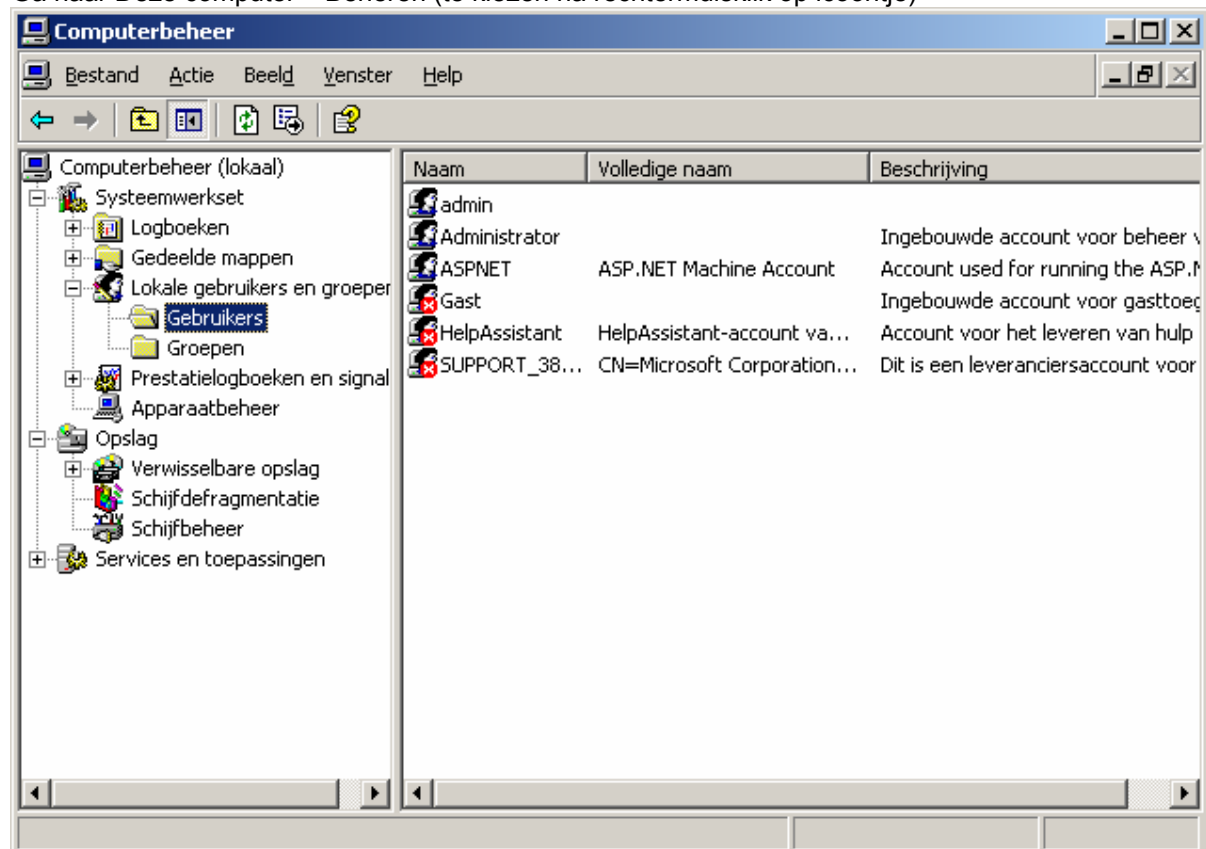 Computerbeheer
Bestand Actie Beeld Venster Help
Computerbeheer (lokaal)
Systeemwerkset
Logboeken
Gedeelde mappen
Lokale gebruikers en groeper
Gebruikers
Groepen
Prestatielogboeken en signal
Apparaatbeheer
Opslag
Verwisselbare opslag
Schijfdefragmentatie
Schijfbeheer
Services en toepassingen
Naam Volledige naam Beschrijving
admin
Administrator Ingebouwde account voor beheer v
ASPNET ASP.NET Machine Account Account used for running the ASP.N
Gast Ingebouwde account voor gasttoeg
HelpAssistant HelpAssistant-account va... Account voor het leveren van hulp
SUPPORT_38... CN=Microsoft Corporation... Dit is een leveranciersaccount voor